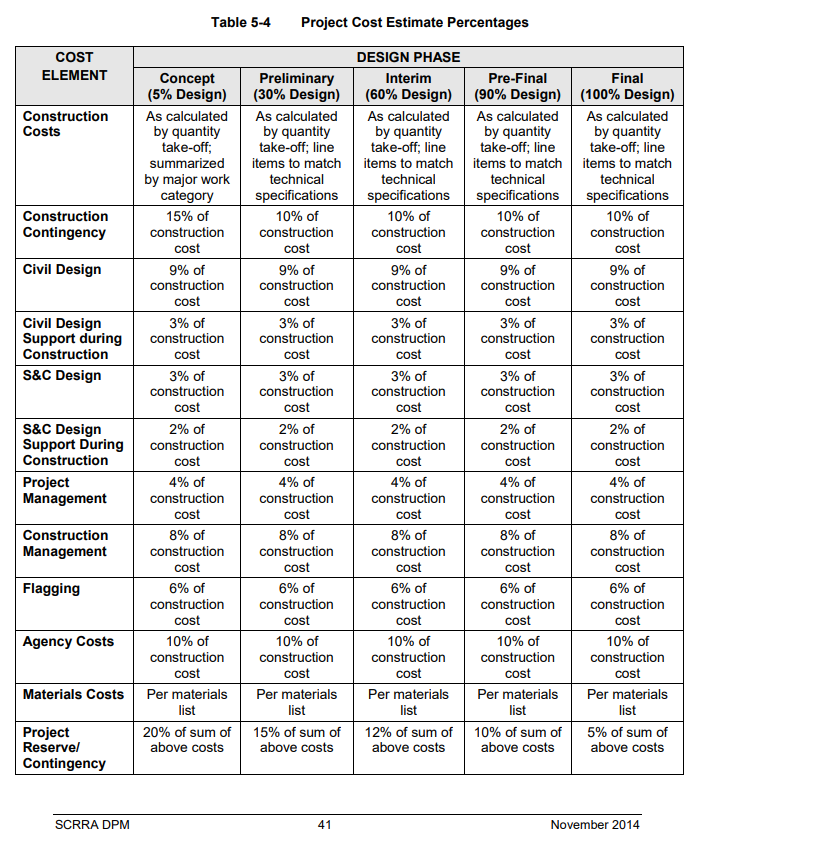 Table 5-4 Project Cost Estimate Percentages
COST ELEMENT DESIGN PHASE
Concept (5% Design) Preliminary (30% Design) Interim (60% Design) Pre-Final (90% Design) Final (100% Design)
Construction Costs As calculated by quantity take-off; summarized by major work category As calculated by quantity take-off; line items to match technical specifications As calculated by quantity take-off; line items to match technical specifications As calculated by quantity take-off; line items to match technical specifications As calculated by quantity take-off; line items to match technical specifications
Construction Contingency 15% of construction cost 10% of construction cost 10% of construction cost 10% of construction cost 10% of construction cost
Civil Design 9% of construction cost 9% of construction cost 9% of construction cost 9% of construction cost 9% of construction cost
Civil Design Support during Construction 3% of construction cost 3% of construction cost 3% of construction cost 3% of construction cost 3% of construction cost
S&C Design 3% of construction cost 3% of construction cost 3% of construction cost 3% of construction cost 3% of construction cost
S&C Design Support During Construction 2% of construction cost 2% of construction cost 2% of construction cost 2% of construction cost 2% of construction cost
Project Management 4% of construction cost 4% of construction cost 4% of construction cost 4% of construction cost 4% of construction cost
Construction Management 8% of construction cost 8% of construction cost 8% of construction cost 8% of construction cost 8% of construction cost
Flagging 6% of construction cost 6% of construction cost 6% of construction cost 6% of construction cost 6% of construction cost
Agency Costs 10% of construction cost 10% of construction cost 10% of construction cost 10% of construction cost 10% of construction cost
Materials Costs Per materials list Per materials list Per materials list Per materials list Per materials list
Project Reserve/ Contingency 20% of sum of above costs 15% of sum of above costs 12% of sum of above costs 10% of sum of above costs 5% of sum of above costs
SCRRA DPM 41 November 2014